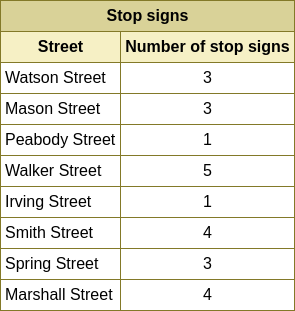 Stop signs
Street Number of stop signs
Watson Street 3
Mason Street 3
Peabody Street 1
Walker Street 5
Irving Street 1
Smith Street 4
Spring Street 3
Marshall Street 4